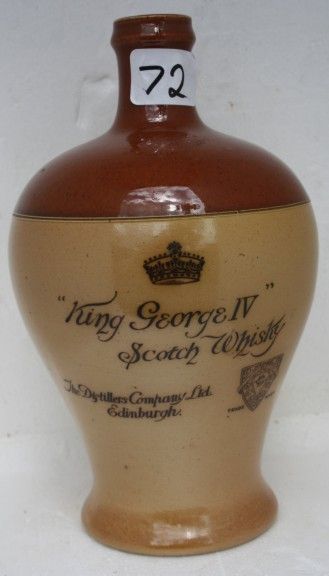 72
"King George IV"
Scotch Whisky
The Distillers Company Ltd.
Edinburgh.